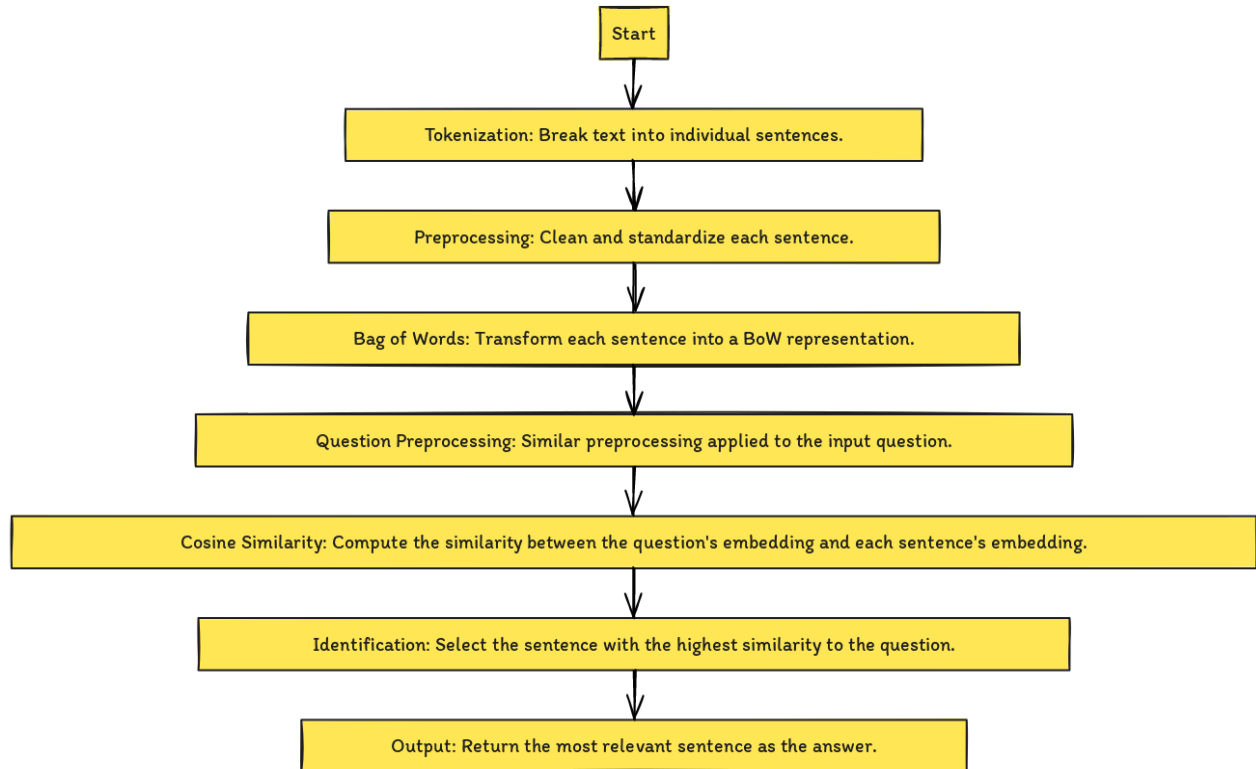 Start
Tokenization: Break text into individual sentences.
Preprocessing: Clean and standardize each sentence.
Bag of Words: Transform each sentence into a BoW representation.
Question Preprocessing: Similar preprocessing applied to the input question.
Cosine Similarity: Compute the similarity between the question's embedding and each sentence's embedding.
Identification: Select the sentence with the highest similarity to the question.
Output: Return the most relevant sentence as the answer.